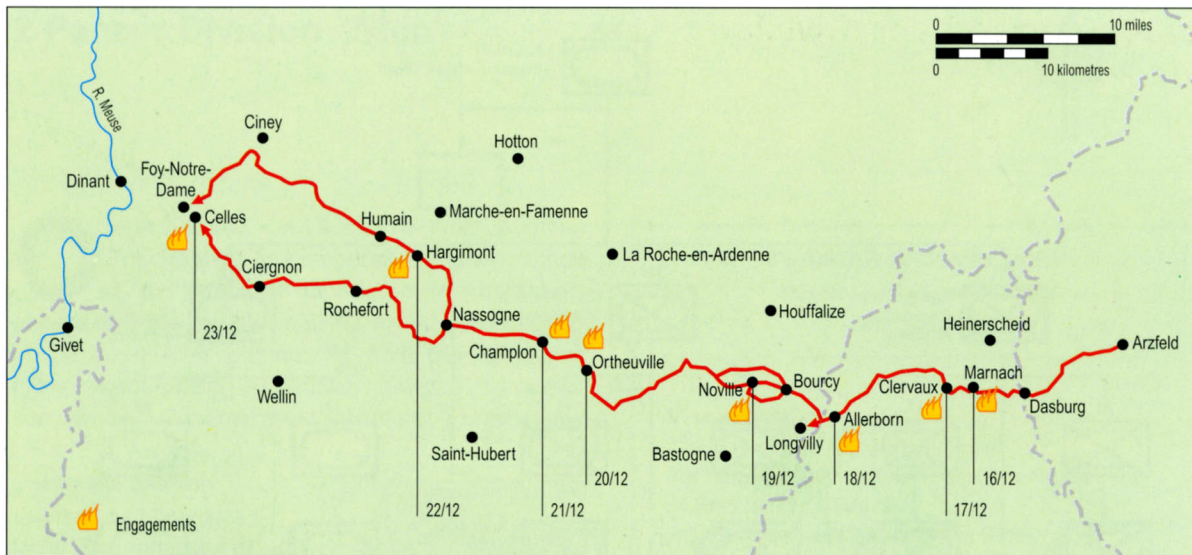 0 10 miles
0 10 kilometres
R. Meuse
Ciney
Hotton
Dinant
Foy-Notre-
Dame
Celles
Humain
Marche-en-Famenne
Hargimont
La Roche-en-Ardenne
Ciergnon
Rochefort
Nassogne
Houffalize
Heinerscheid
Arzfeld
Givet
23/12
Champlon
Ortheuville
Wellin
Noville
Bourcy
Clervaux
Marnach
Dasburg
Allerborn
Longvilly
Saint-Hubert
Bastogne
20/12
19/12
18/12
16/12
22/12
21/12
17/12
Engagements